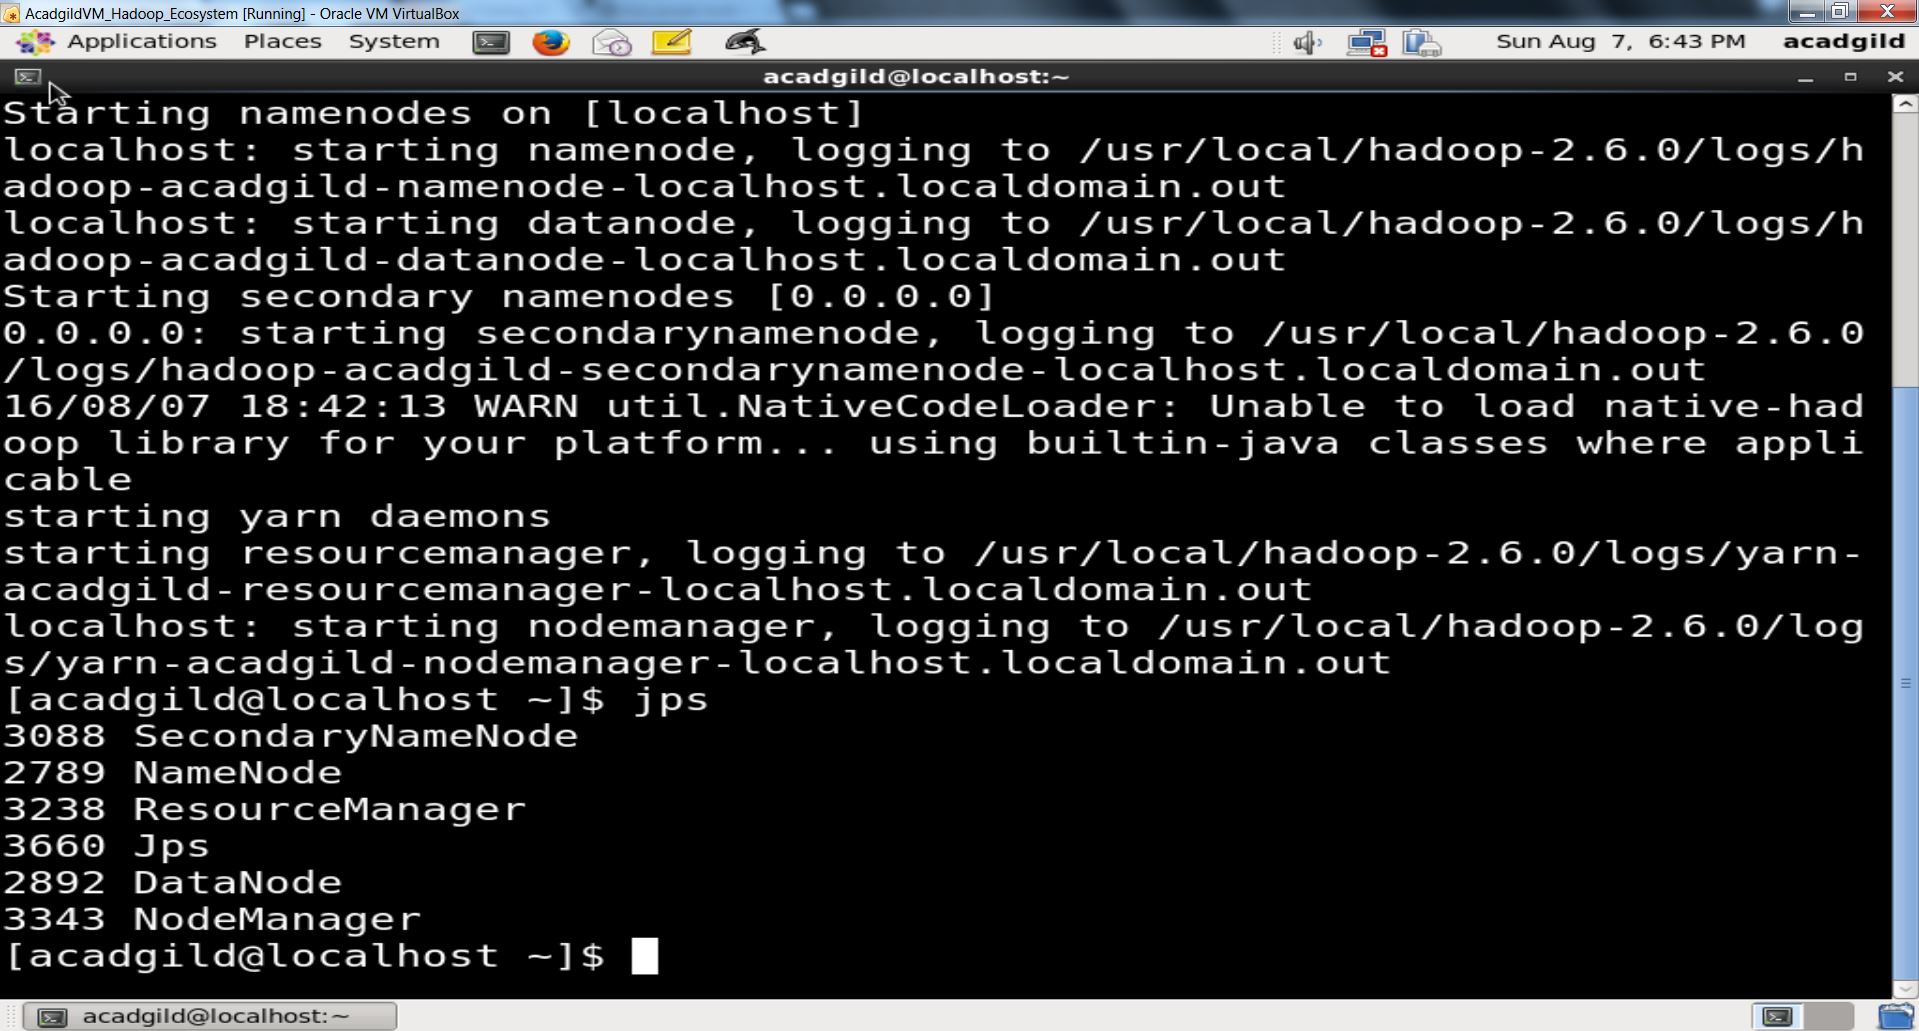 AcadgildVM_Hadoop_Ecosystem [Running] - Oracle VM VirtualBox
Applications Places System Sun Aug 7, 6:43 PM acadgild
acadgild@localhost:~
Starting namenodes on [localhost]
localhost: starting namenode, logging to /usr/local/hadoop-2.6.0/logs/h
adoop-acadgild-namenode-localhost.localdomain.out
localhost: starting datanode, logging to /usr/local/hadoop-2.6.0/logs/h
adoop-acadgild-datanode-localhost.localdomain.out
Starting secondary namenodes [0.0.0.0]
0.0.0.0: starting secondarynamenode, logging to /usr/local/hadoop-2.6.0
/logs/hadoop-acadgild-secondarynamenode-localhost.localdomain.out
16/08/07 18:42:13 WARN util.NativeCodeLoader: Unable to load native-had
oop library for your platform... using builtin-java classes where appli
cable
starting yarn daemons
starting resourcemanager, logging to /usr/local/hadoop-2.6.0/logs/yarn-
acadgild-resourcemanager-localhost.localdomain.out
localhost: starting nodemanager, logging to /usr/local/hadoop-2.6.0/log
s/yarn-acadgild-nodemanager-localhost.localdomain.out
[acadgild@localhost ~]$ jps
3088 SecondaryNameNode
2789 NameNode
3238 ResourceManager
3660 Jps
2892 DataNode
3343 NodeManager
[acadgild@localhost ~]$
acadgild@localhost:~